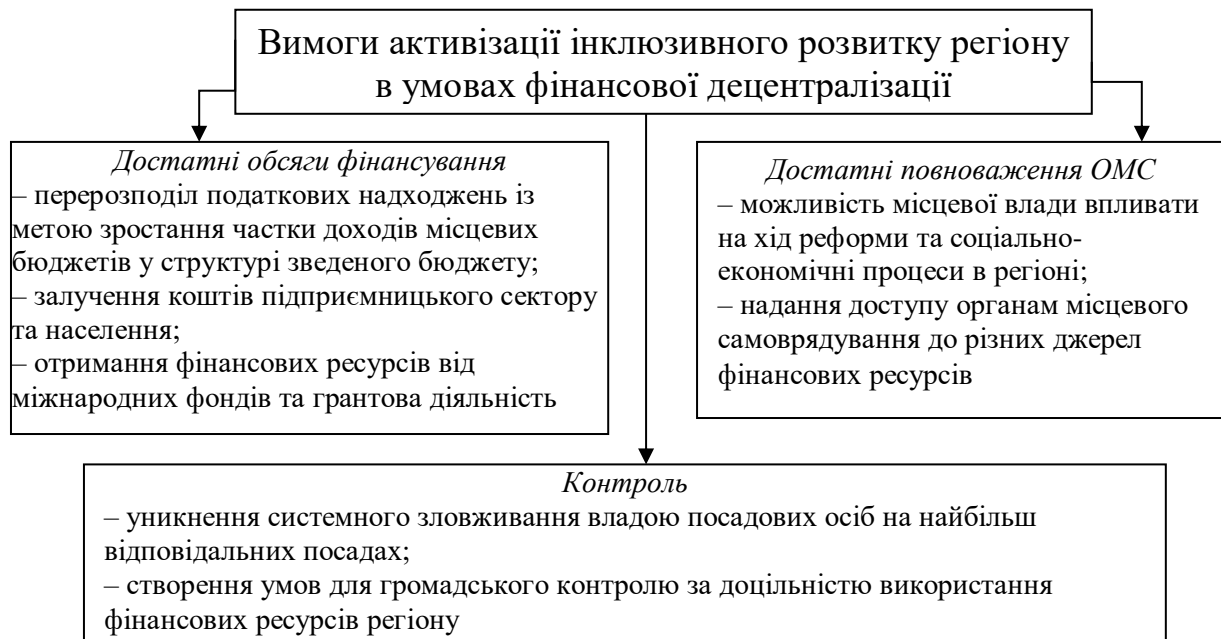 Вимоги активізації інклюзивного розвитку регіону
в умовах фінансової децентралізації
Достатні обсяги фінансування
– перерозподіл податкових надходжень із
метою зростання частки доходів місцевих
бюджетів у структурі зведеного бюджету;
– залучення коштів підприємницького сектору
та населення;
– отримання фінансових ресурсів від
міжнародних фондів та грантова діяльність
Достатні повноваження ОМС
– можливість місцевої влади впливати
на хід реформи та соціально-
економічні процеси в регіоні;
– надання доступу органам місцевого
самоврядування до різних джерел
фінансових ресурсів
Контроль
– уникнення системного зловживання владою посадових осіб на найбільш
відповідальних посадах;
– створення умов для громадського контролю за доцільністю використання
фінансових ресурсів регіону